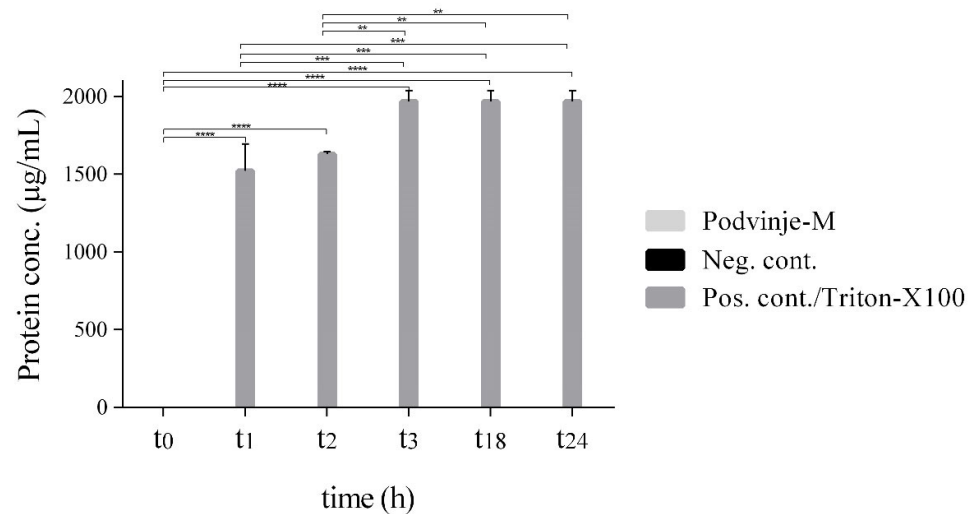 **
**
**
***
***
***
****
****
****
****
****
2000
1500
1000
500
0
Protein conc. (µg/mL)
t0 t1 t2 t3 t18 t24
time (h)
Podvinje-M
Neg. cont.
Pos. cont./Triton-X100